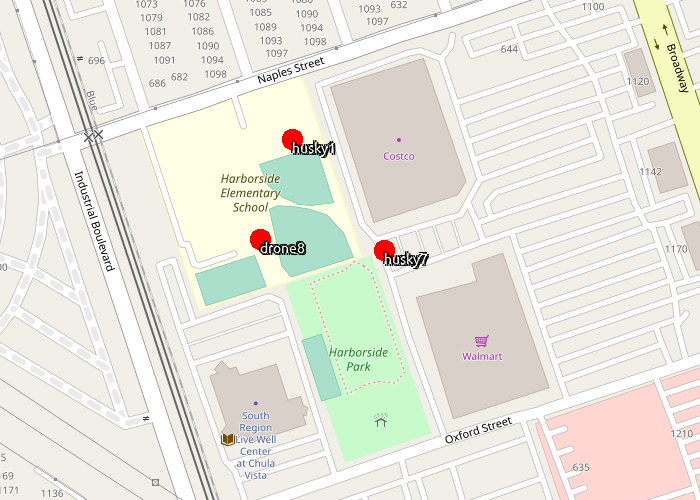 1073
1079
1081
1087
1091
1076
1082
1086
1090
1094
1098
1085
1089
1093
1097
1090
1094
1098
1093
1097
632
1100
644
696
686
682
Naples Street
Blue
Broadway
1120
1142
1170
Costco
husky1
Harborside
Elementary
School
drone8
husky7
Industrial Boulevard
Harborside
Park
Walmart
South
Region
Live Well
Center
at Chula
Vista
Oxford Street
635
1210
00
59
169
1171
1136